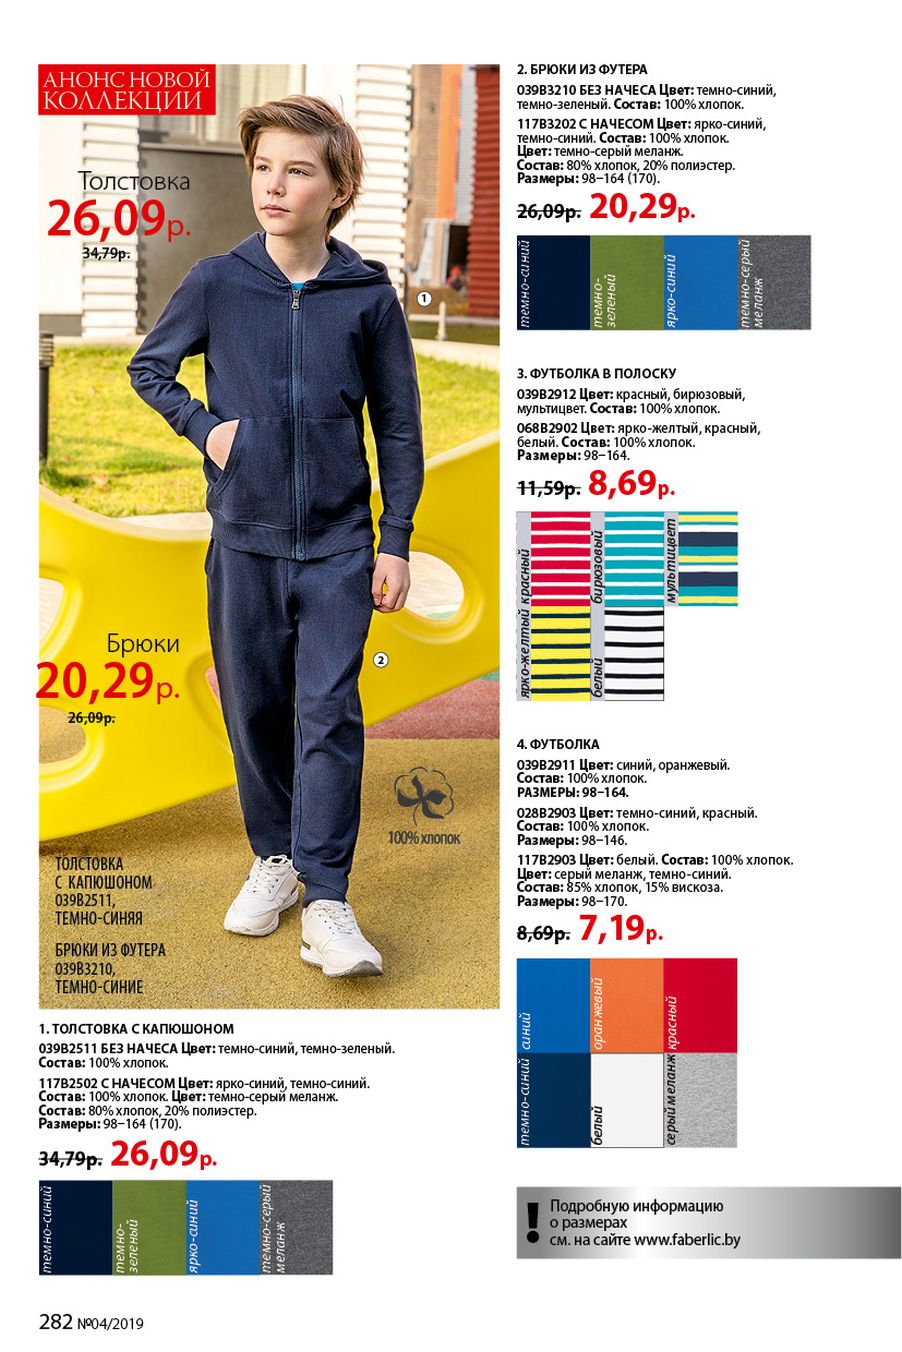 АНОНС НОВОЙ
КОЛЛЕКЦИИ
Толстовка
26,09р.
34,79р.
1
Брюки
20,29р.
26,09р.
2
100% хлопок
ТОЛСТОВКА
С КАПЮШОНОМ
039B2511,
ТЕМНО-СИНЯЯ
БРЮКИ ИЗ ФУТЕРА
039B3210,
ТЕМНО-СИНИЕ
1. ТОЛСТОВКА С КАПЮШОНОМ
039B2511 БЕЗ НАЧЕСА Цвет: темно-синий, темно-зеленый.
Состав: 100% хлопок.
117B2502 С НАЧЕСОМ Цвет: ярко-синий, темно-синий.
Состав: 100% хлопок. Цвет: темно-серый меланж.
Состав: 80% хлопок, 20% полиэстер.
Размеры: 98–164 (170).
34,79р. 26,09р.
темно-синий
темно-
зеленый
ярко-синий
темно-серый
меланж
2. БРЮКИ ИЗ ФУТЕРА
039B3210 БЕЗ НАЧЕСА Цвет: темно-синий,
темно-зеленый. Состав: 100% хлопок.
117B3202 С НАЧЕСОМ Цвет: ярко-синий,
темно-синий. Состав: 100% хлопок.
Цвет: темно-серый меланж.
Состав: 80% хлопок, 20% полиэстер.
Размеры: 98–164 (170).
26,09р. 20,29р.
темно-синий
темно-
зеленый
ярко-синий
темно-серый
меланж
3. ФУТБОЛКА В ПОЛОСКУ
039B2912 Цвет: красный, бирюзовый,
мультицвет. Состав: 100% хлопок.
068B2902 Цвет: ярко-желтый, красный,
белый. Состав: 100% хлопок.
Размеры: 98–164.
11,59р. 8,69р.
красный
бирюзовый
мультицвет
ярко-желтый
белый
4. ФУТБОЛКА
039B2911 Цвет: синий, оранжевый.
Состав: 100% хлопок.
РАЗМЕРЫ: 98–164.
028B2903 Цвет: темно-синий, красный.
Состав: 100% хлопок.
Размеры: 98–146.
117B2903 Цвет: белый. Состав: 100% хлопок.
Цвет: серый меланж, темно-синий.
Состав: 85% хлопок, 15% вискоза.
Размеры: 98–170.
8,69р. 7,19р.
синий
оранжевый
красный
темно-синий
белый
серый меланж
! Подробную информацию
о размерах
см. на сайте www.faberlic.by
282 №04/2019